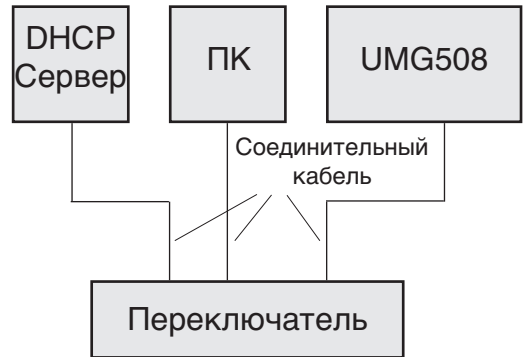 DHCP
Сервер
ПК
UMG508
Соединительный
кабель
Переключатель